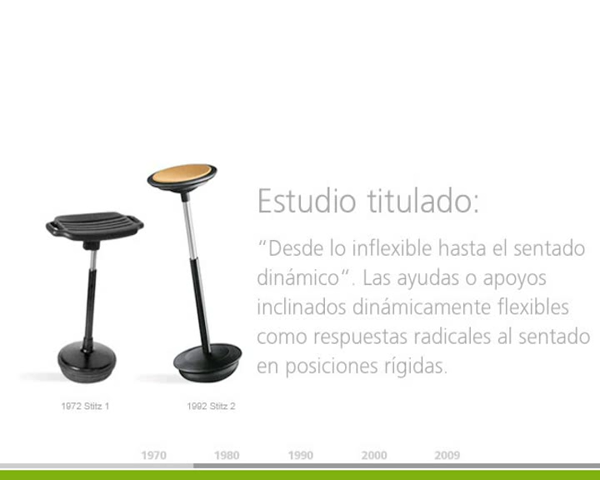 Estudio titulado:
“Desde lo inflexible hasta el sentado
dinámico“. Las ayudas o apoyos
inclinados dinámicamente flexibles
como respuestas radicales al sentado
en posiciones rígidas.
1972 Stitz 1
1992 Stitz 2
1970 1980 1990 2000 2009